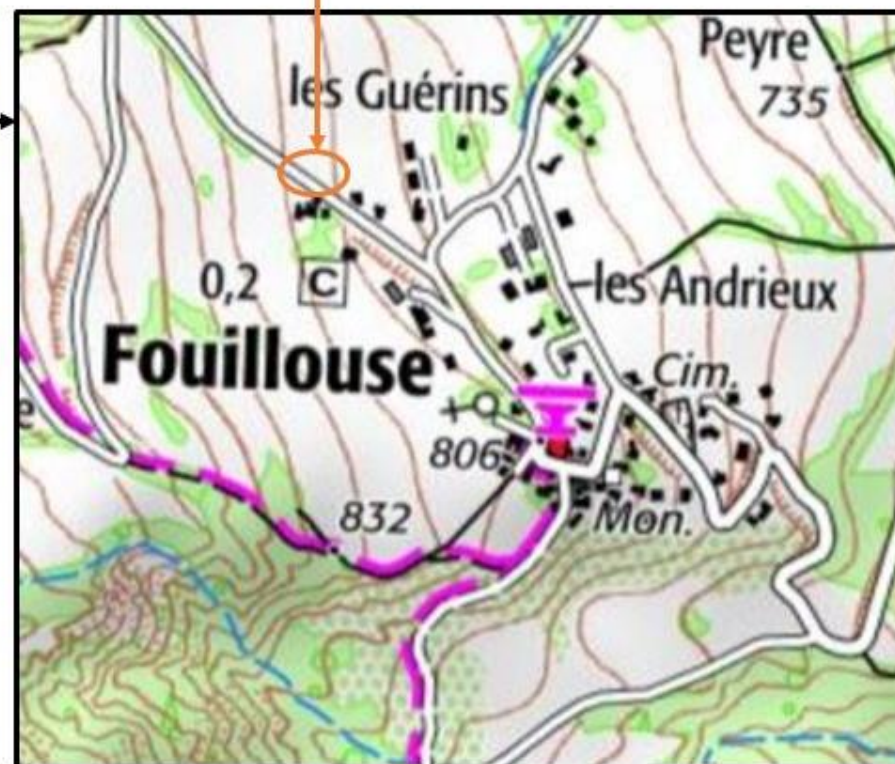 Peyre
735
les Guérins
0,2
C
les Andrieux
Fouillouse
Cim.
806
832
Mon.
e